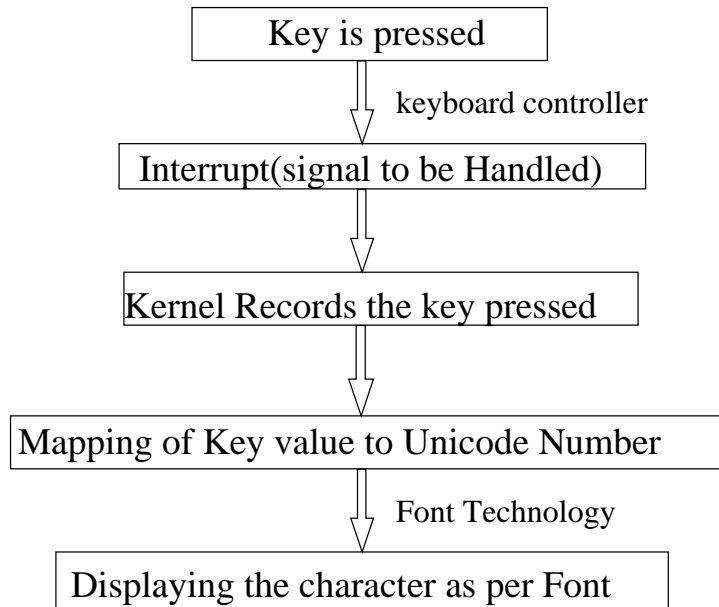 Key is pressed
keyboard controller
Interrupt(signal to be Handled)
Kernel Records the key pressed
Mapping of Key value to Unicode Number
Font Technology
Displaying the character as per Font